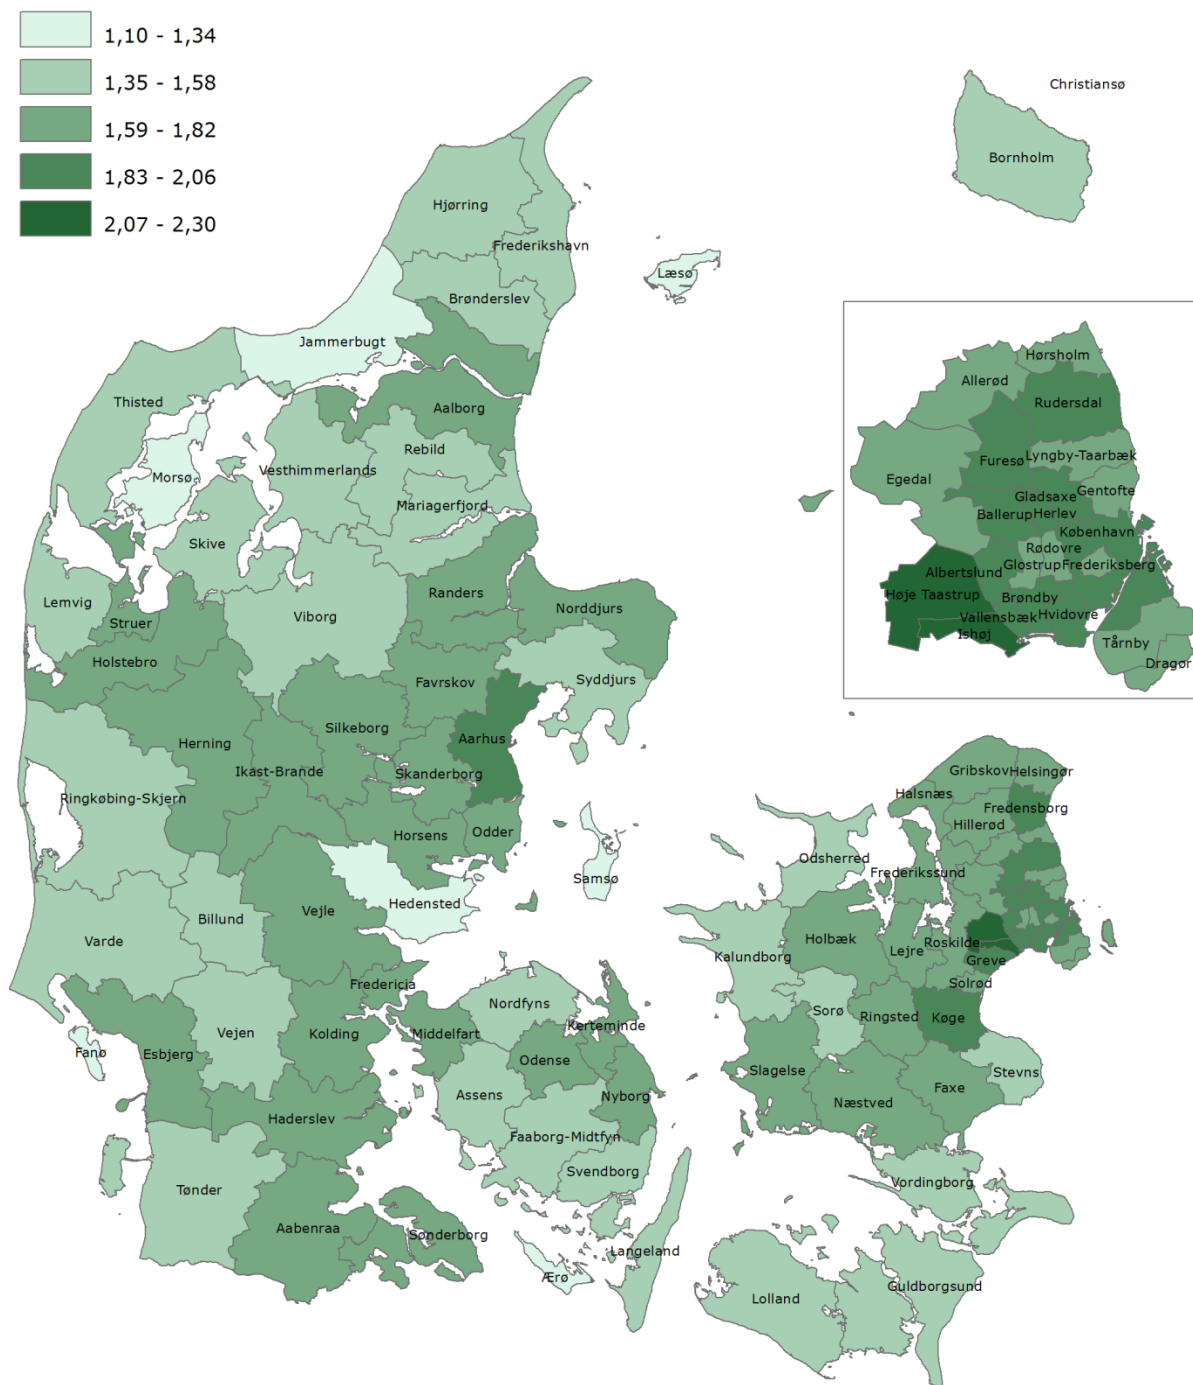 1,10 - 1,34
1,35 - 1,58
1,59 - 1,82
1,83 - 2,06
2,07 - 2,30
Christiansø
Bornholm
Hjørring
Frederikshavn
Læsø
Brønderslev
Jammerbugt
Thisted
Aalborg
Rebild
Morsø
Vesthimmerlands
Mariagerfjord
Skive
Lemvig
Viborg
Randers
Norddjurs
Struer
Holstebro
Favrskov
Syddjurs
Silkeborg
Aarhus
Herning
Ikast-Brande
Skanderborg
Ringkøbing-Skjern
Horsens
Odder
Samsø
Hedensted
Billund
Vejle
Varde
Fredericia
Vejen
Kolding
Fanø
Esbjerg
Haderslev
Tønder
Aabenraa
Sønderborg
Nordfyns
Middelfart
Kerteminde
Odense
Assens
Nyborg
Faaborg-Midtfyn
Svendborg
Langeland
Ærø
Hørsholm
Allerød
Rudersdal
Lyngby-Taarbæk
Furesø
Egedal
Gentofte
Gladsaxe
Ballerup
Herlev
København
Rødovre
Glostrup
Frederiksberg
Albertslund
Høje Taastrup
Brøndby
Vallensbæk
Hvidovre
Ishøj
Tårnby
Dragør
Gribskov
Helsingør
Halsnæs
Fredensborg
Hillerød
Odsherred
Frederikssund
Holbæk
Kalundborg
Lejre
Roskilde
Greve
Solrød
Sorø
Ringsted
Køge
Stevns
Slagelse
Næstved
Faxe
Vordingborg
Guldborgsund
Lolland